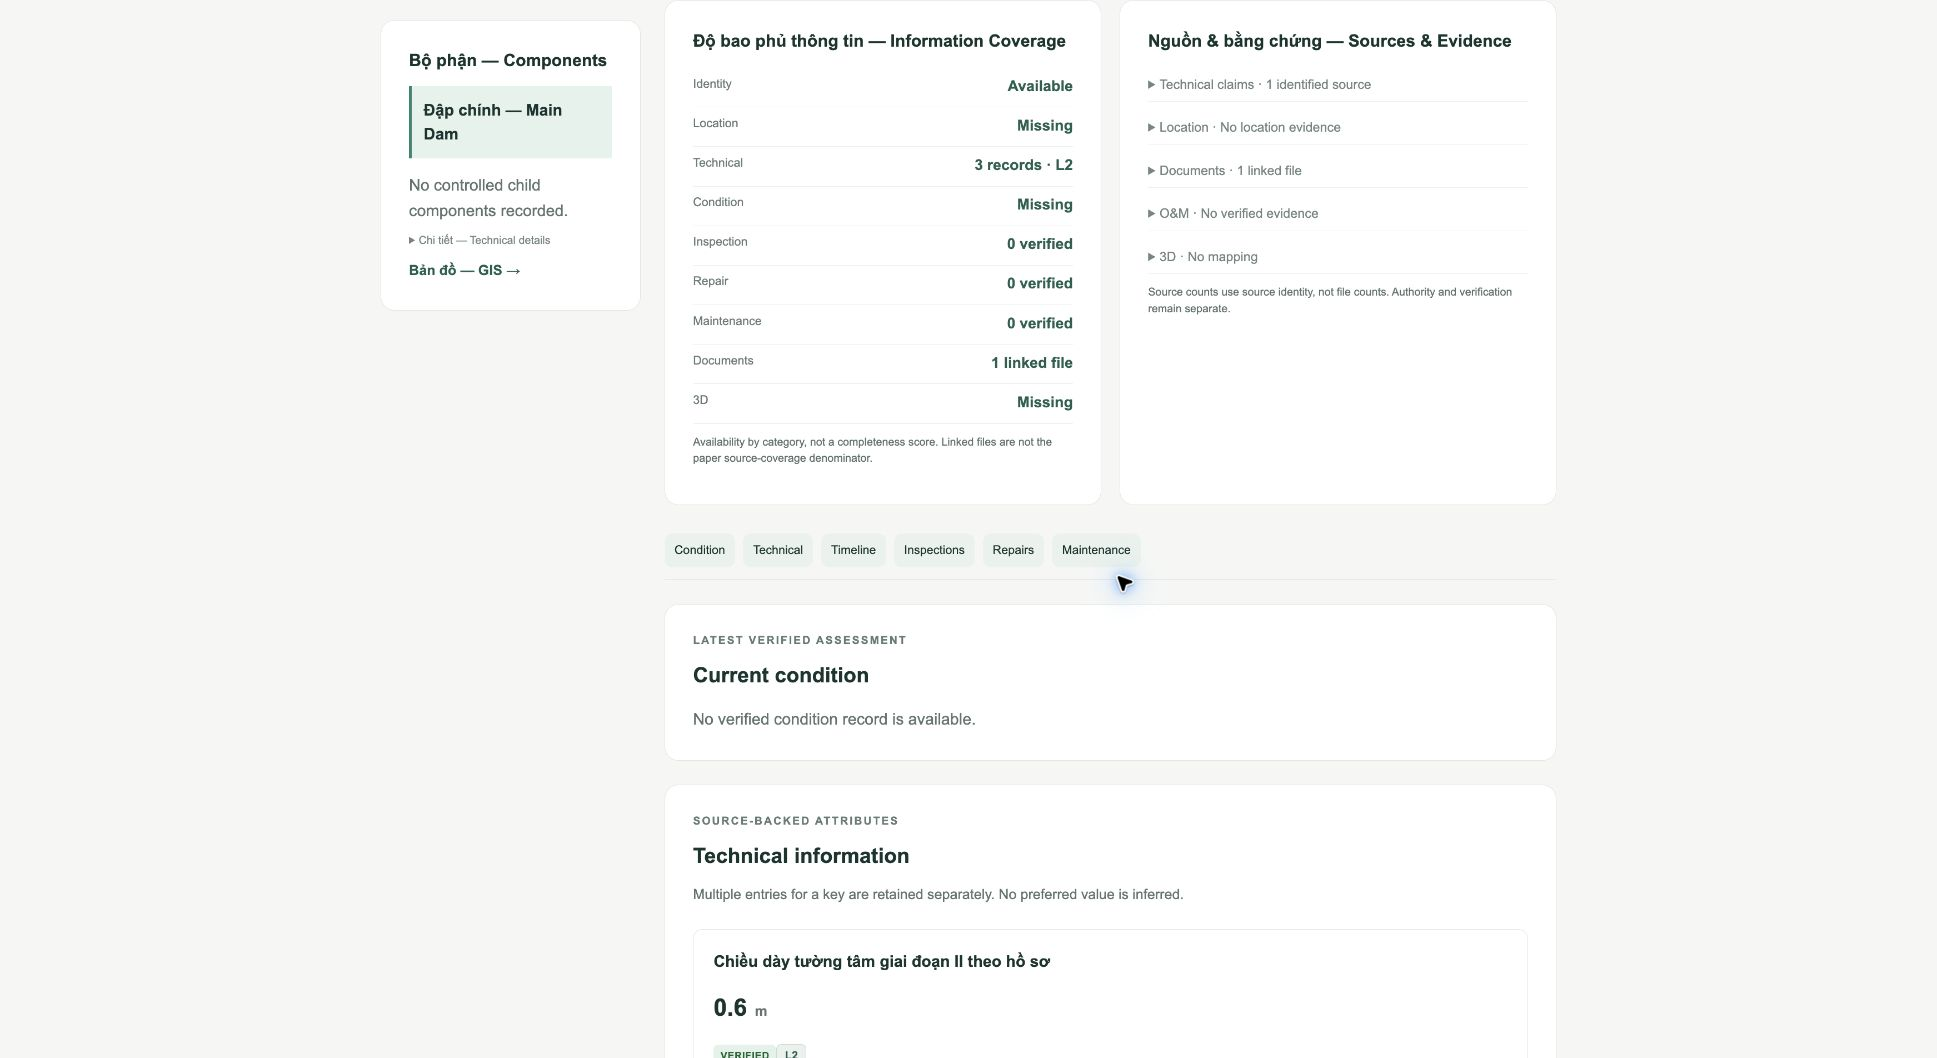 Bộ phận — Components
Đập chính — Main
Dam
No controlled child
components recorded.
Chi tiết — Technical details
Bản đồ — GIS →
Độ bao phủ thông tin — Information Coverage
Identity Available
Location Missing
Technical 3 records · L2
Condition Missing
Inspection 0 verified
Repair 0 verified
Maintenance 0 verified
Documents 1 linked file
3D Missing
Availability by category, not a completeness score. Linked files are not the
paper source-coverage denominator.
Nguồn & bằng chứng — Sources & Evidence
Technical claims · 1 identified source
Location · No location evidence
Documents · 1 linked file
O&M · No verified evidence
3D · No mapping
Source counts use source identity, not file counts. Authority and verification
remain separate.
Condition Technical Timeline Inspections Repairs Maintenance
LATEST VERIFIED ASSESSMENT
Current condition
No verified condition record is available.
SOURCE-BACKED ATTRIBUTES
Technical information
Multiple entries for a key are retained separately. No preferred value is inferred.
Chiều dày tường tâm giai đoạn II theo hồ sơ
0.6 m
VERIFIED L2